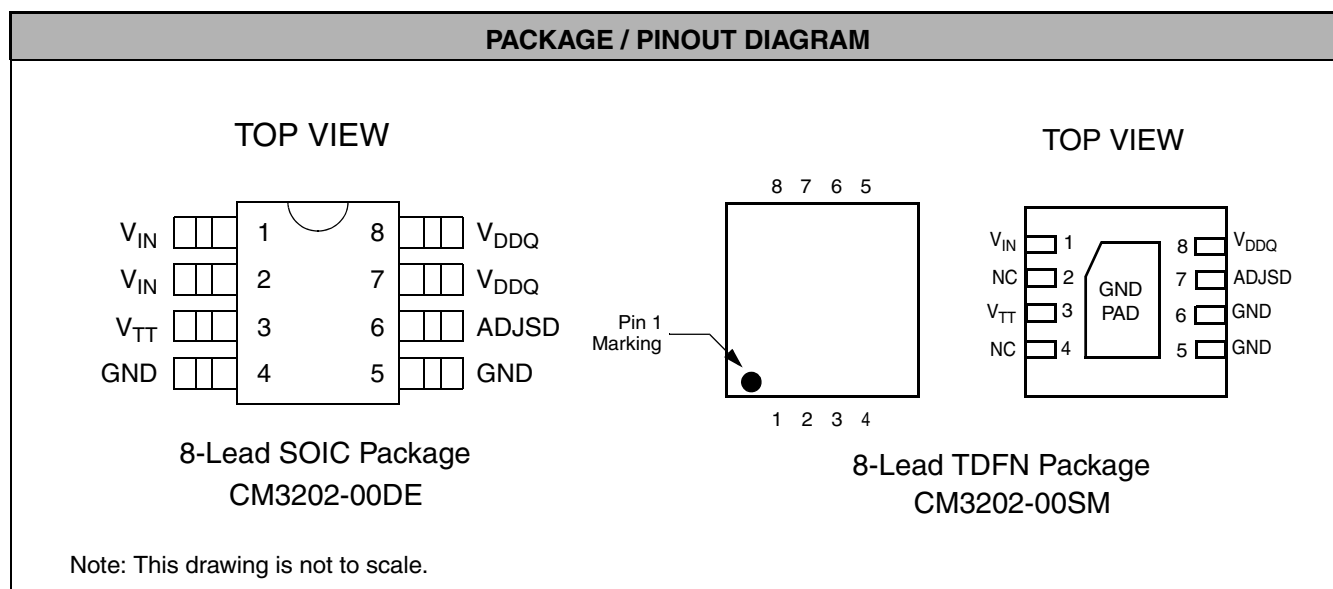 PACKAGE / PINOUT DIAGRAM
TOP VIEW
V_IN 1 8 V_DDQ
V_IN 2 7 V_DDQ
V_TT 3 6 ADJSD
GND 4 5 GND
8-Lead SOIC Package
CM3202-00DE
8 7 6 5
Pin 1
Marking
1 2 3 4
TOP VIEW
V_IN 1 8 V_DDQ
NC 2 7 ADJSD
GND
PAD
V_TT 3 6 GND
NC 4 5 GND
8-Lead TDFN Package
CM3202-00SM
Note: This drawing is not to scale.